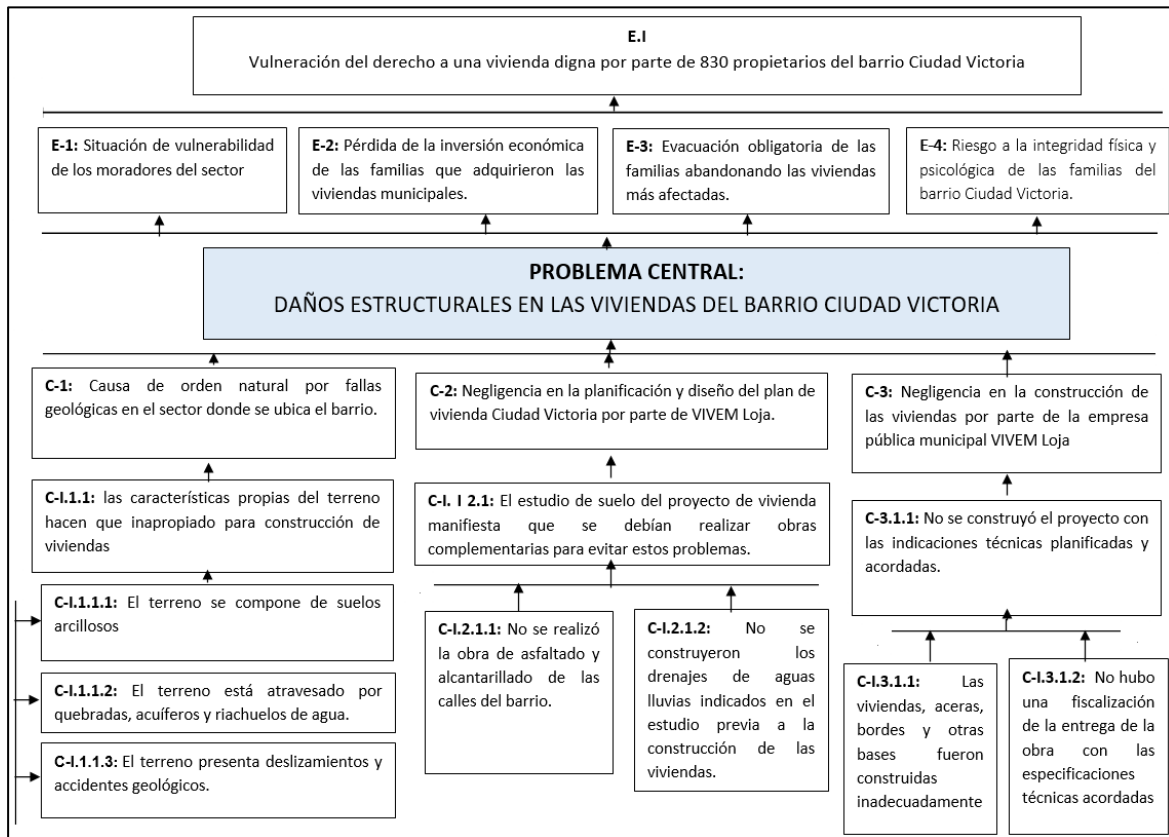 E.I
Vulneración del derecho a una vivienda digna por parte de 830 propietarios del barrio Ciudad Victoria
E-1: Situación de vulnerabilidad
de los moradores del sector
E-2: Pérdida de la inversión económica
de las familias que adquirieron las
viviendas municipales.
E-3: Evacuación obligatoria de las
familias abandonando las viviendas
más afectadas.
E-4: Riesgo a la integridad física y
psicológica de las familias del
barrio Ciudad Victoria.
PROBLEMA CENTRAL:
DAÑOS ESTRUCTURALES EN LAS VIVIENDAS DEL BARRIO CIUDAD VICTORIA
C-1: Causa de orden natural por fallas
geológicas en el sector donde se ubica el barrio.
C-2: Negligencia en la planificación y diseño del plan de
vivienda Ciudad Victoria por parte de VIVEM Loja.
C-3: Negligencia en la construcción de
las viviendas por parte de la empresa
pública municipal VIVEM Loja
C-I.1.1: las características propias del terreno
hacen que inapropiado para construcción de
viviendas
C-I. I 2.1: El estudio de suelo del proyecto de vivienda
manifiesta que se debían realizar obras
complementarias para evitar estos problemas.
C-3.1.1: No se construyó el proyecto con
las indicaciones técnicas planificadas y
acordadas.
C-I.1.1.1: El terreno se compone de suelos
arcillosos
C-I.1.1.2: El terreno está atravesado por
quebradas, acuíferos y riachuelos de agua.
C-I.1.1.3: El terreno presenta deslizamientos y
accidentes geológicos.
C-I.2.1.1: No se realizó
la obra de asfaltado y
alcantarillado de las
calles del barrio.
C-I.2.1.2: No se
construyeron los
drenajes de aguas
lluvias indicados en el
estudio previa a la
construcción de las
viviendas.
C-I.3.1.1: Las
viviendas, aceras,
bordes y otras
bases fueron
construidas
inadecuadamente
C-I.3.1.2: No hubo
una fiscalización
de la entrega de la
obra con las
especificaciones
técnicas acordadas